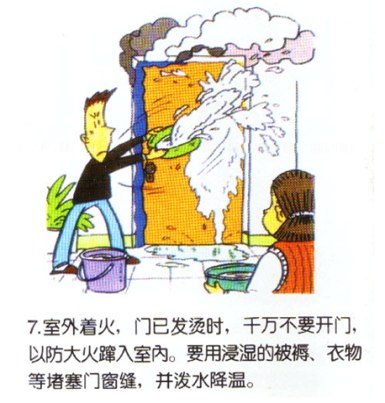 7.室外着火，门已发烫时，千万不要开门，
以防大火蹿入室内。要用浸湿的被褥、衣物
等堵塞门窗缝，并泼水降温。